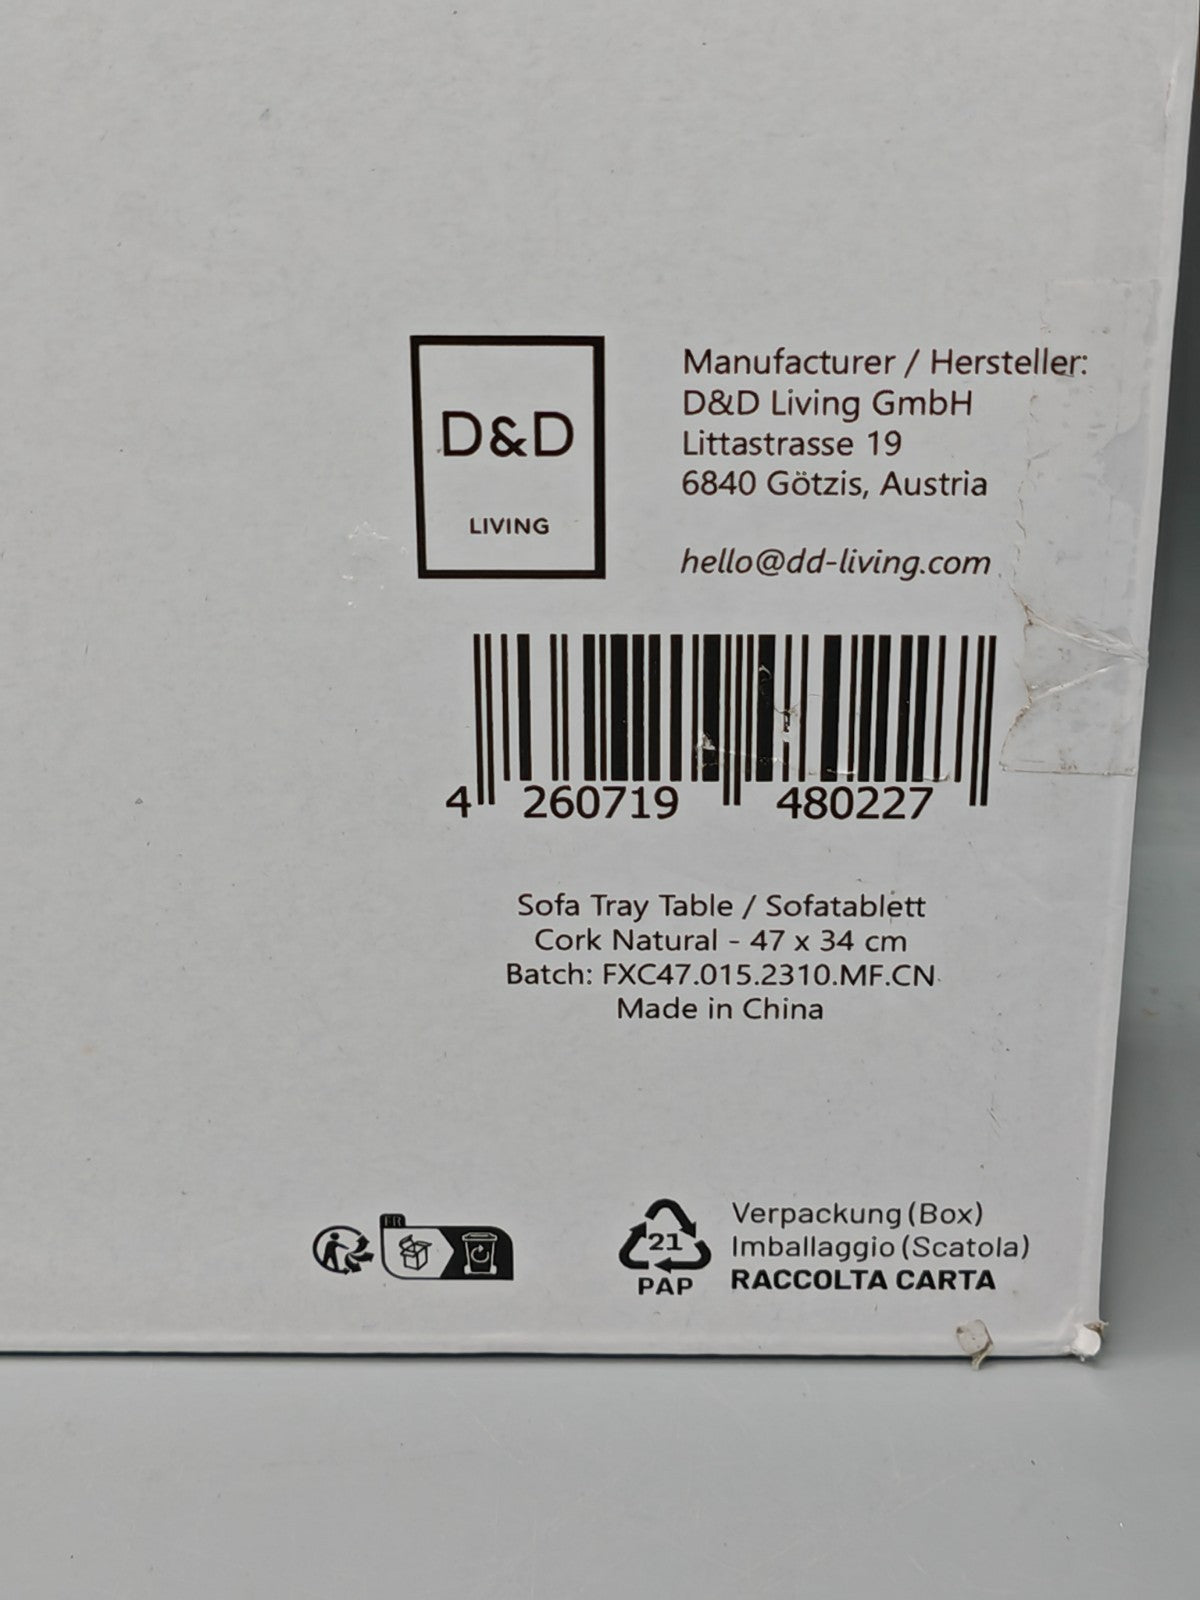 D&D
LIVING
Manufacturer / Hersteller:
D&D Living GmbH
Littastrasse 19
6840 Götzis, Austria
hello@dd-living.com
4 260719 480227
Sofa Tray Table / Sofatablett
Cork Natural - 47 x 34 cm
Batch: FXC47.015.2310.MF.CN
Made in China
FR
21
PAP
Verpackung (Box)
Imballaggio (Scatola)
RACCOLTA CARTA